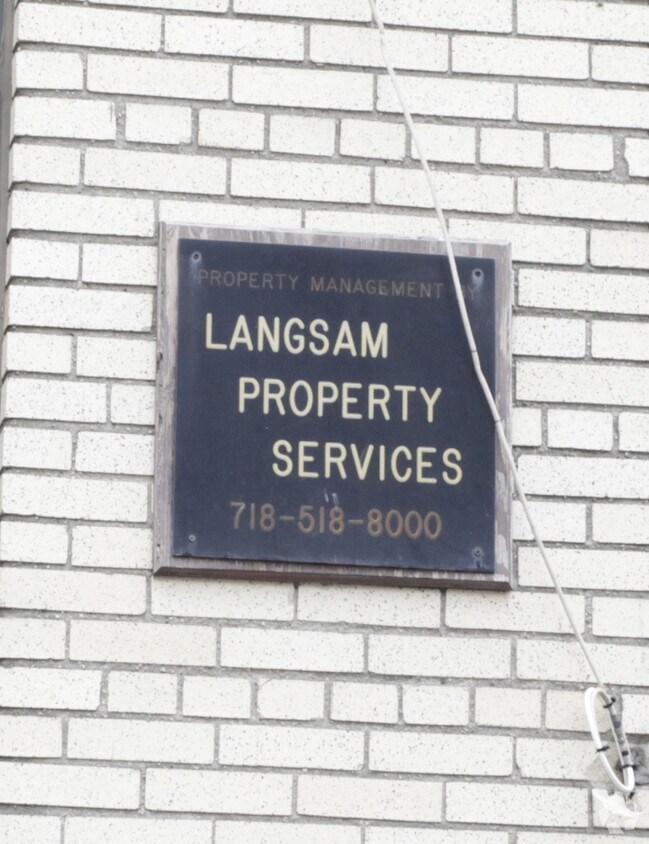 PROPERTY MANAGEMENT BY
LANGSAM
PROPERTY
SERVICES
718-518-8000